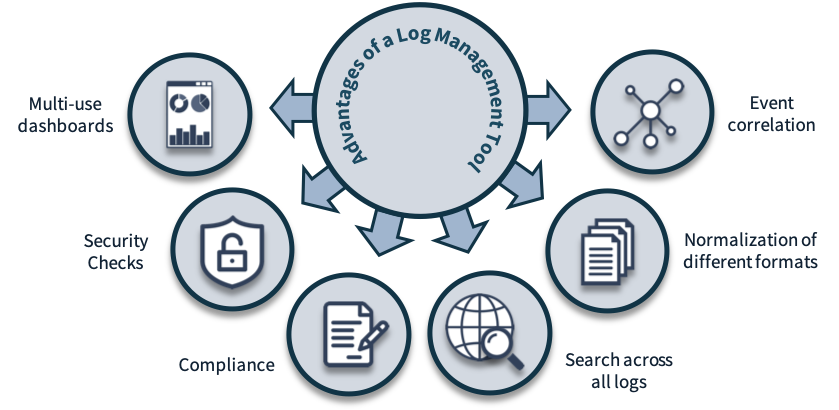 Advantages of a Log Management Tool
Multi-use
dashboards
Event
correlation
Security
Checks
Normalization of
different formats
Compliance
Search across
all logs